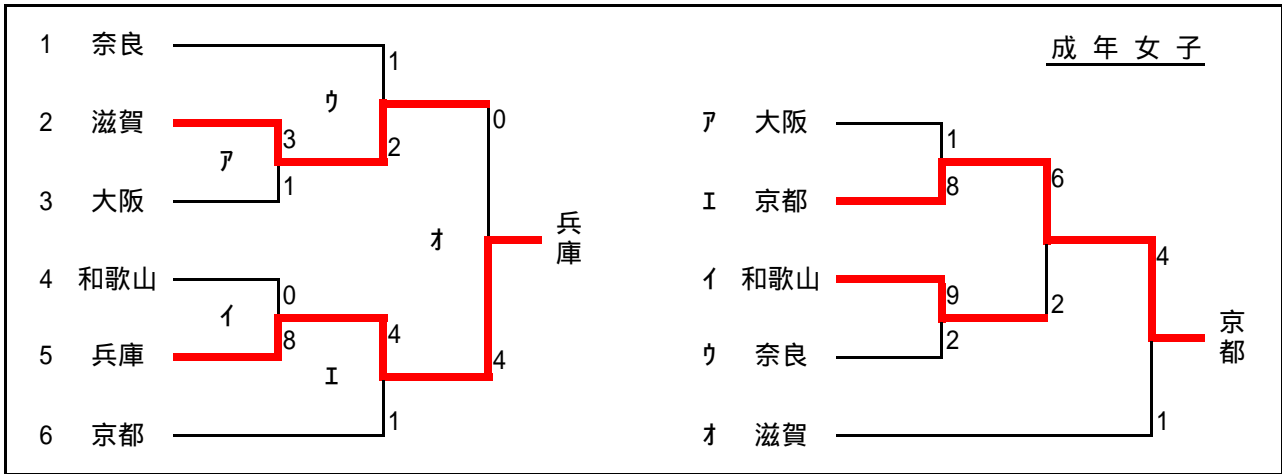 成年女子
1 奈良
1
ウ
2 滋賀
0
3
2
ア
1
3 大阪
オ
兵庫
4 和歌山
0
イ
4
8
5 兵庫
4
エ
1
6 京都
ア 大阪
1
6
8
エ 京都
4
イ 和歌山
9
2
2
京都
ウ 奈良
1
オ 滋賀